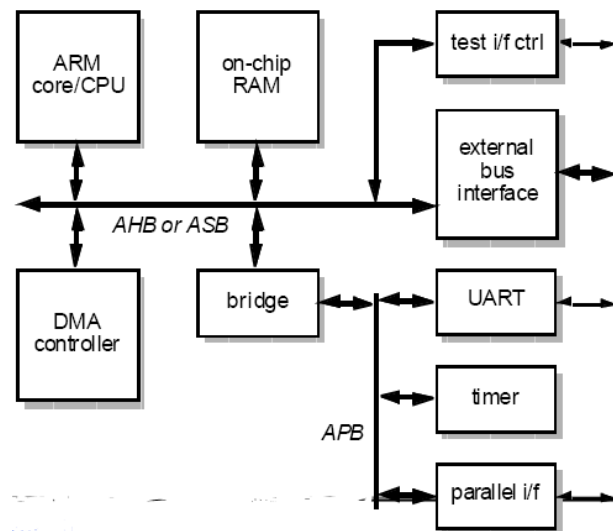 ARM
core/CPU
on-chip
RAM
test i/f ctrl
external
bus
interface
AHB or ASB
DMA
controller
bridge
UART
timer
APB
parallel i/f